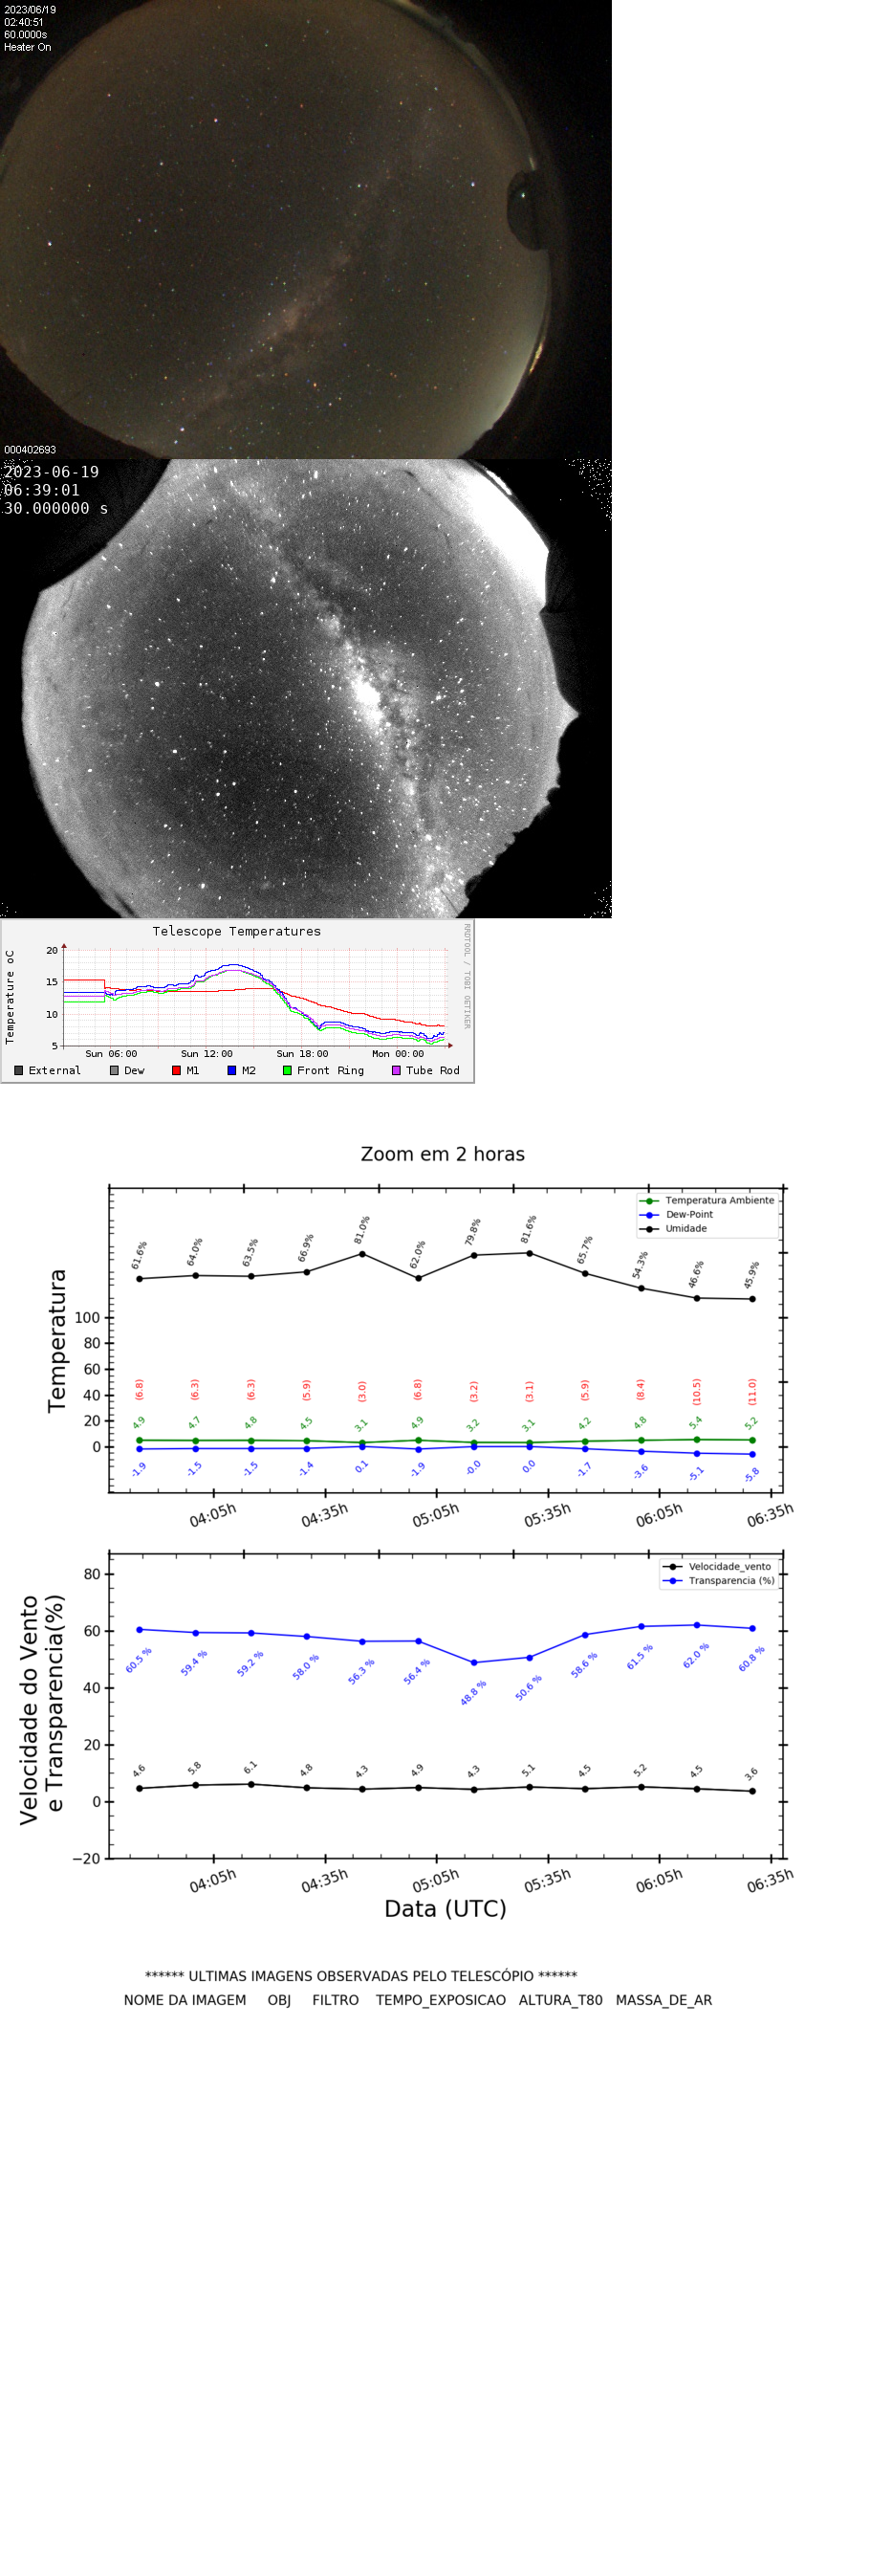 2023/06/19
02:40:51
60.0000s
Heater On
000402693
2023-06-19
06:39:01
30.000000 s
Telescope Temperatures
RRDTOOL / TOBI OETIKER
Temperature oC
20
15
10
5
Sun 06:00 Sun 12:00 Sun 18:00 Mon 00:00
External Dew M1 M2 Front Ring Tube Rod
Zoom em 2 horas
Temperatura Ambiente
Dew-Point
Umidade
61.6% 64.0% 63.5% 66.9% 81.0% 62.0% 79.8% 81.6% 65.7% 54.3% 46.6% 45.9%
Temperatura
100
80
60
40
20
0
(6.8) (6.3) (6.3) (5.9) (3.0) (6.8) (3.2) (3.1) (5.9) (8.4) (10.5) (11.0)
4.9 4.7 4.8 4.5 3.1 4.9 3.2 3.1 4.2 4.8 5.4 5.2
-1.9 -1.5 -1.5 -1.4 0.1 -1.9 -0.0 0.0 -1.7 -3.6 -5.1 -5.8
04:05h 04:35h 05:05h 05:35h 06:05h 06:35h
Velocidade_vento
Transparencia (%)
Velocidade do Vento
e Transparencia(%)
80
60
40
20
0
−20
60.5 % 59.4 % 59.2 % 58.0 % 56.3 % 56.4 % 48.8 % 50.6 % 58.6 % 61.5 % 62.0 % 60.8 %
4.6 5.8 6.1 4.8 4.3 4.9 4.3 5.1 4.5 5.2 4.5 3.6
04:05h 04:35h 05:05h 05:35h 06:05h 06:35h
Data (UTC)
****** ULTIMAS IMAGENS OBSERVADAS PELO TELESCÓPIO ******
NOME DA IMAGEM OBJ FILTRO TEMPO_EXPOSICAO ALTURA_T80 MASSA_DE_AR